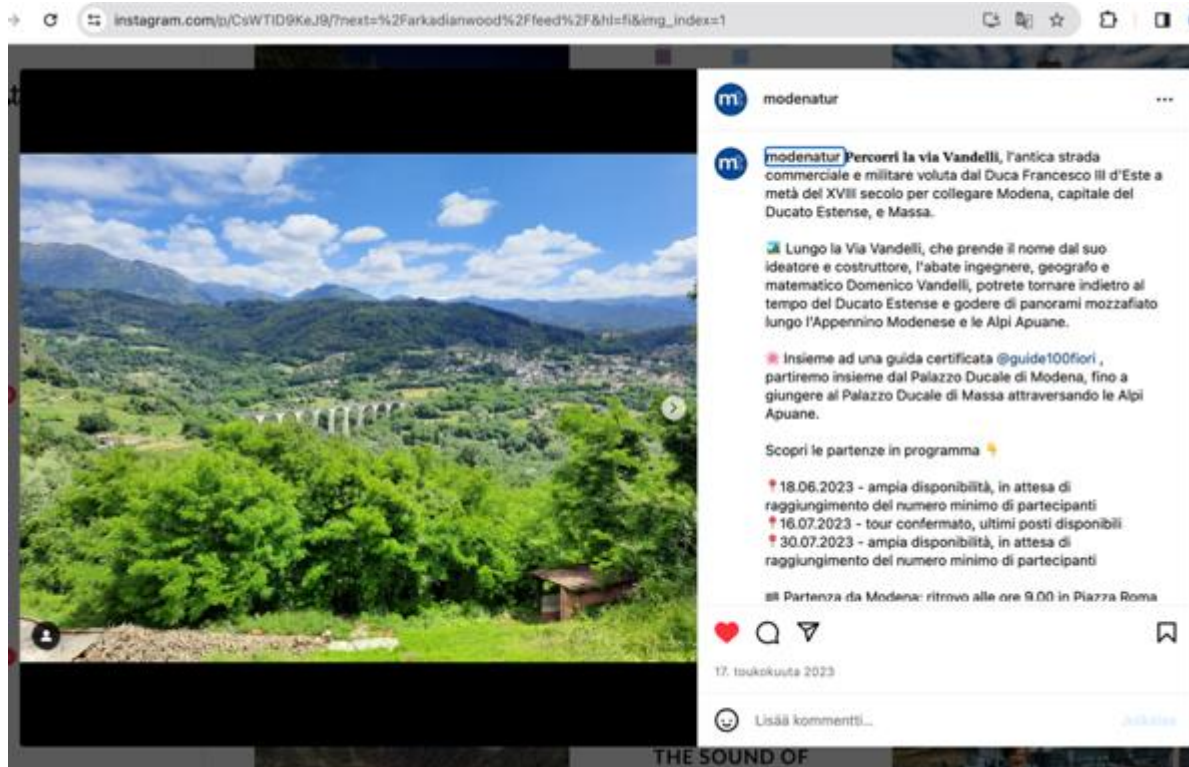 instagram.com/p/CsWTID9KeJ9/?next=%2Farkadianwood%2Ffeed%2F&hl=fi&img_index=1
modenatur
modenatur Percorri la via Vandelli, l'antica strada
commerciale e militare voluta dal Duca Francesco III d'Este a
metà del XVIII secolo per collegare Modena, capitale del
Ducato Estense, e Massa.
Lungo la Via Vandelli, che prende il nome dal suo
ideatore e costruttore, l'abate ingegnere, geografo e
matematico Domenico Vandelli, potrete tornare indietro al
tempo del Ducato Estense e godere di panorami mozzafiato
lungo l'Appennino Modenese e le Alpi Apuane.
Insieme ad una guida certificata @guide100fiori ,
partiremo insieme dal Palazzo Ducale di Modena, fino a
giungere al Palazzo Ducale di Massa attraversando le Alpi
Apuane.
Scopri le partenze in programma 👇
📍18.06.2023 - ampia disponibilità, in attesa di
raggiungimento del numero minimo di partecipanti
📍16.07.2023 - tour confermato, ultimi posti disponibili
📍30.07.2023 - ampia disponibilità, in attesa di
raggiungimento del numero minimo di partecipanti
Partenza da Modena: ritrovo alle ore 9.00 in Piazza Roma
17. toukokuuta 2023
Lisää kommentti...
Julkaise
THE SOUND OF